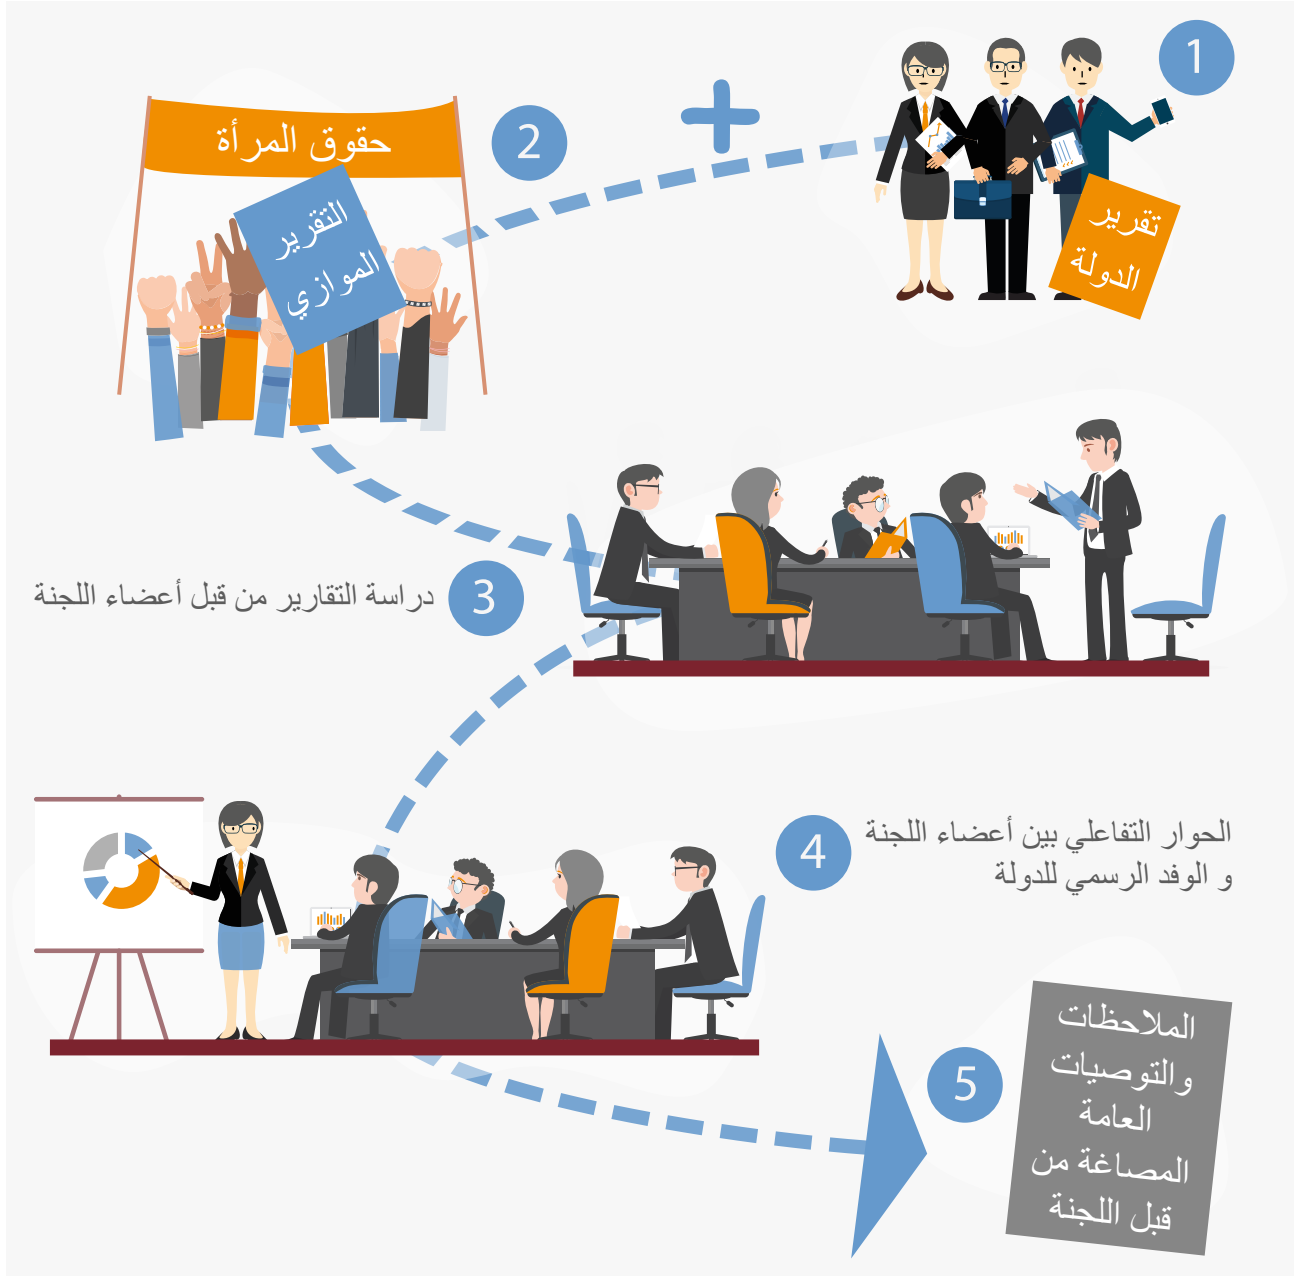 1
تقرير
الدولة
+
2
حقوق المرأة
التقرير
الموازي
3
دراسة التقارير من قبل أعضاء اللجنة
4
الحوار التفاعلي بين أعضاء اللجنة
و الوفد الرسمي للدولة
5
الملاحظات
والتوصيات
العامة
المصاغة من
قبل اللجنة